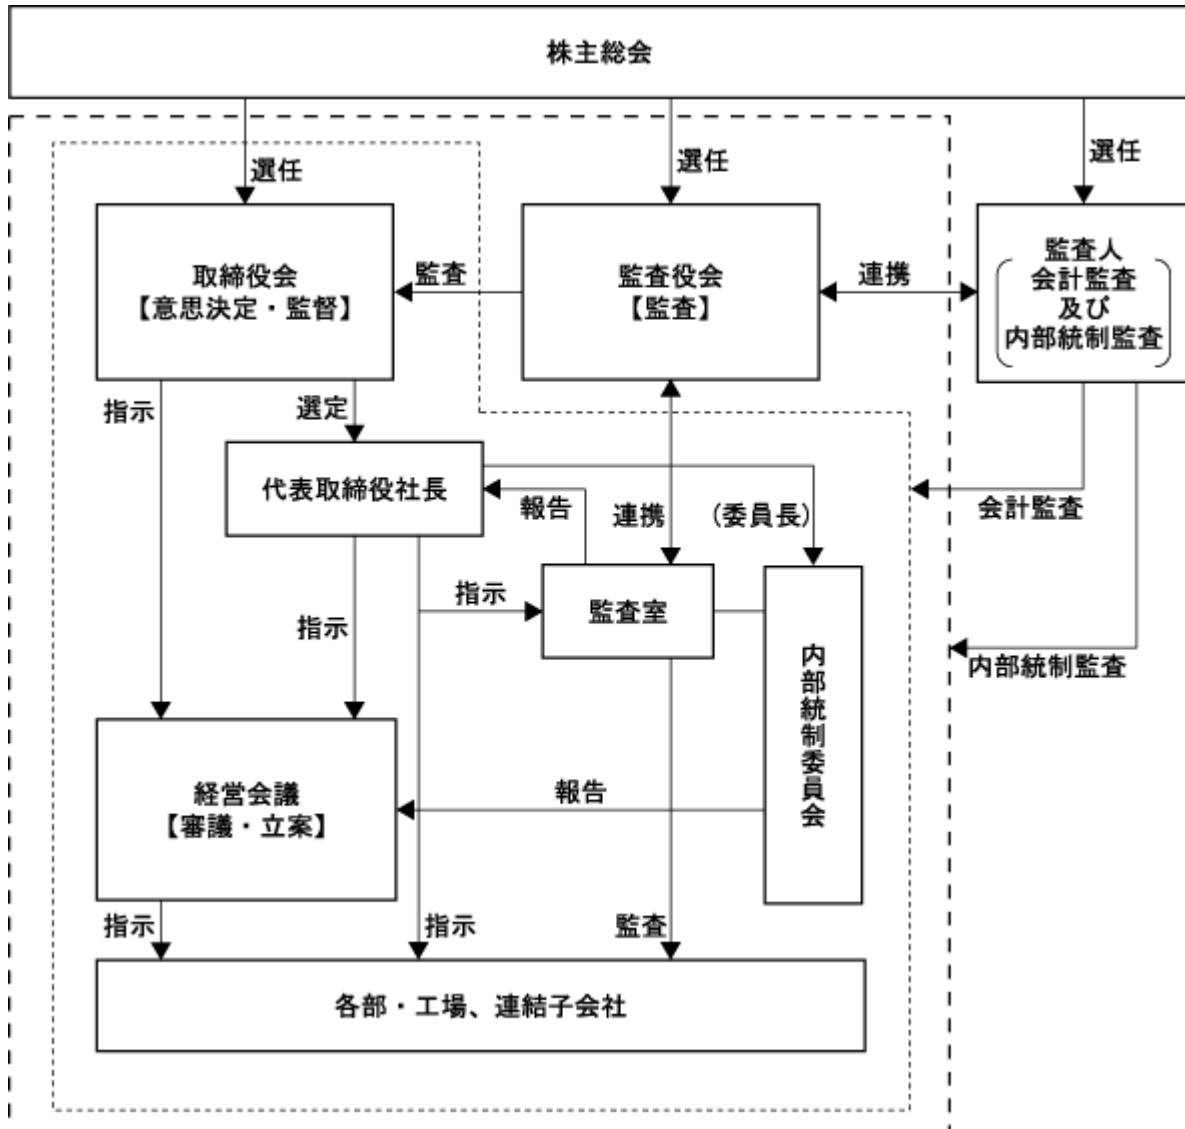 株主総会
選任
選任
選任
取締役会
【意思決定・監督】
監査
監査役会
【監査】
連携
監査人
会計監査
及び
内部統制監査
指示
選定
代表取締役社長
報告
連携
(委員長)
会計監査
指示
指示
監査室
内部統制委員会
内部統制監査
経営会議
【審議・立案】
報告
指示
指示
監査
各部・工場、連結子会社